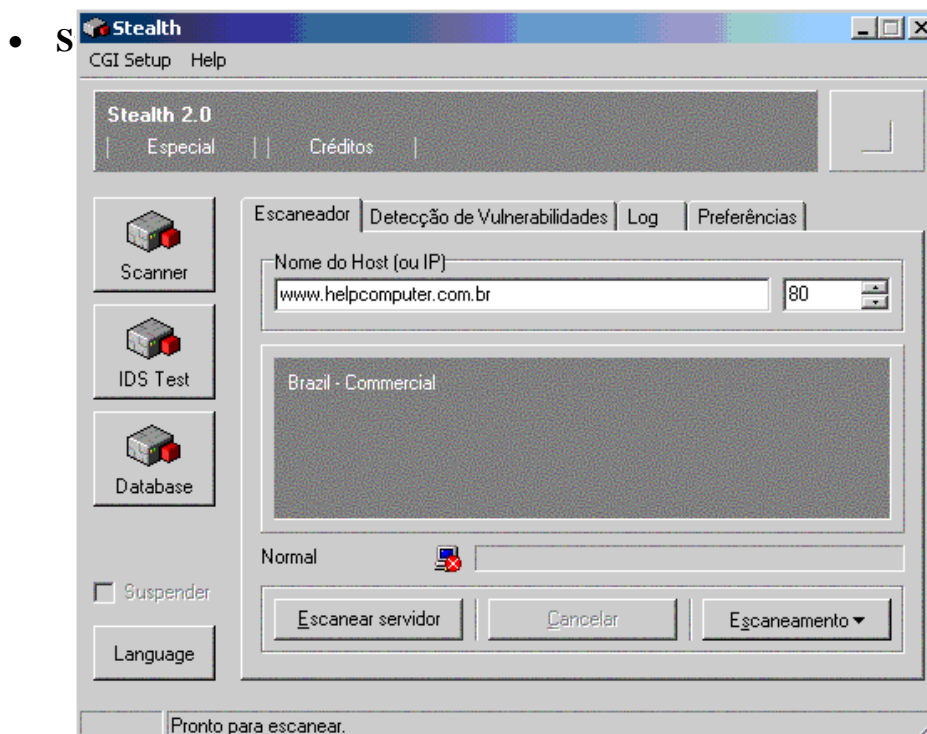 • S
Stealth
CGI Setup Help
Stealth 2.0
| Especial | | Créditos |
Scanner
IDS Test
Database
Suspender
Language
Escaneador Detecção de Vulnerabilidades Log Preferências
Nome do Host (ou IP)
www.helpcomputer.com.br 80
Brazil - Commercial
Normal
Escanear servidor Cancelar Escaneamento
Pronto para escanear.